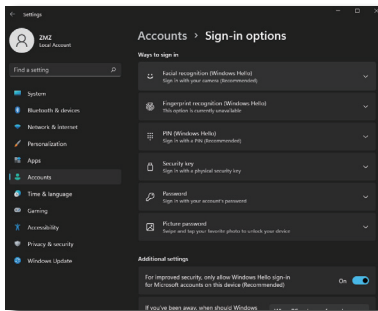 Settings
ZMZ
Local Account
Find a setting
System
Bluetooth & devices
Network & internet
Personalization
Apps
Accounts
Time & language
Gaming
Accessibility
Privacy & security
Windows Update
Accounts > Sign-in options
Ways to sign in
Facial recognition (Windows Hello)
Sign in with your camera (Recommended)
Fingerprint recognition (Windows Hello)
This option is currently unavailable
PIN (Windows Hello)
Sign in with a PIN (Recommended)
Security key
Sign in with a physical security key
Password
Sign in with your account's password
Picture password
Swipe and tap your favorite photo to unlock your device
Additional settings
For improved security, only allow Windows Hello sign-in
for Microsoft accounts on this device (Recommended)
On
If you've been away, when should Windows